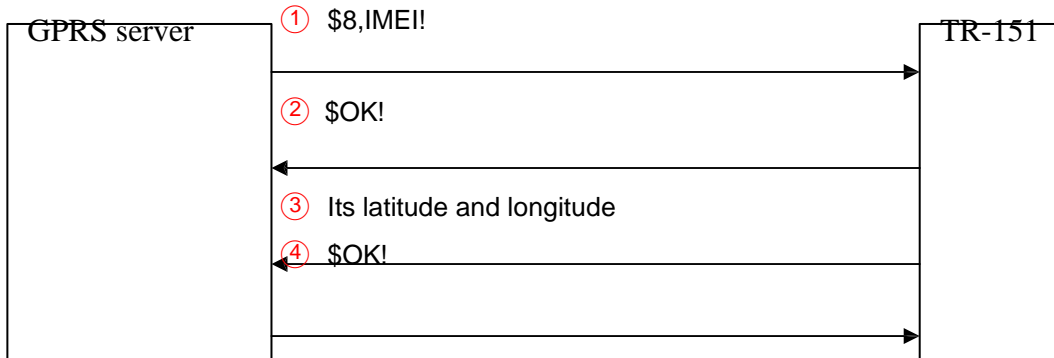 GPRS server
① $8,IMEI!
TR-151
② $OK!
③ Its latitude and longitude
④ $OK!